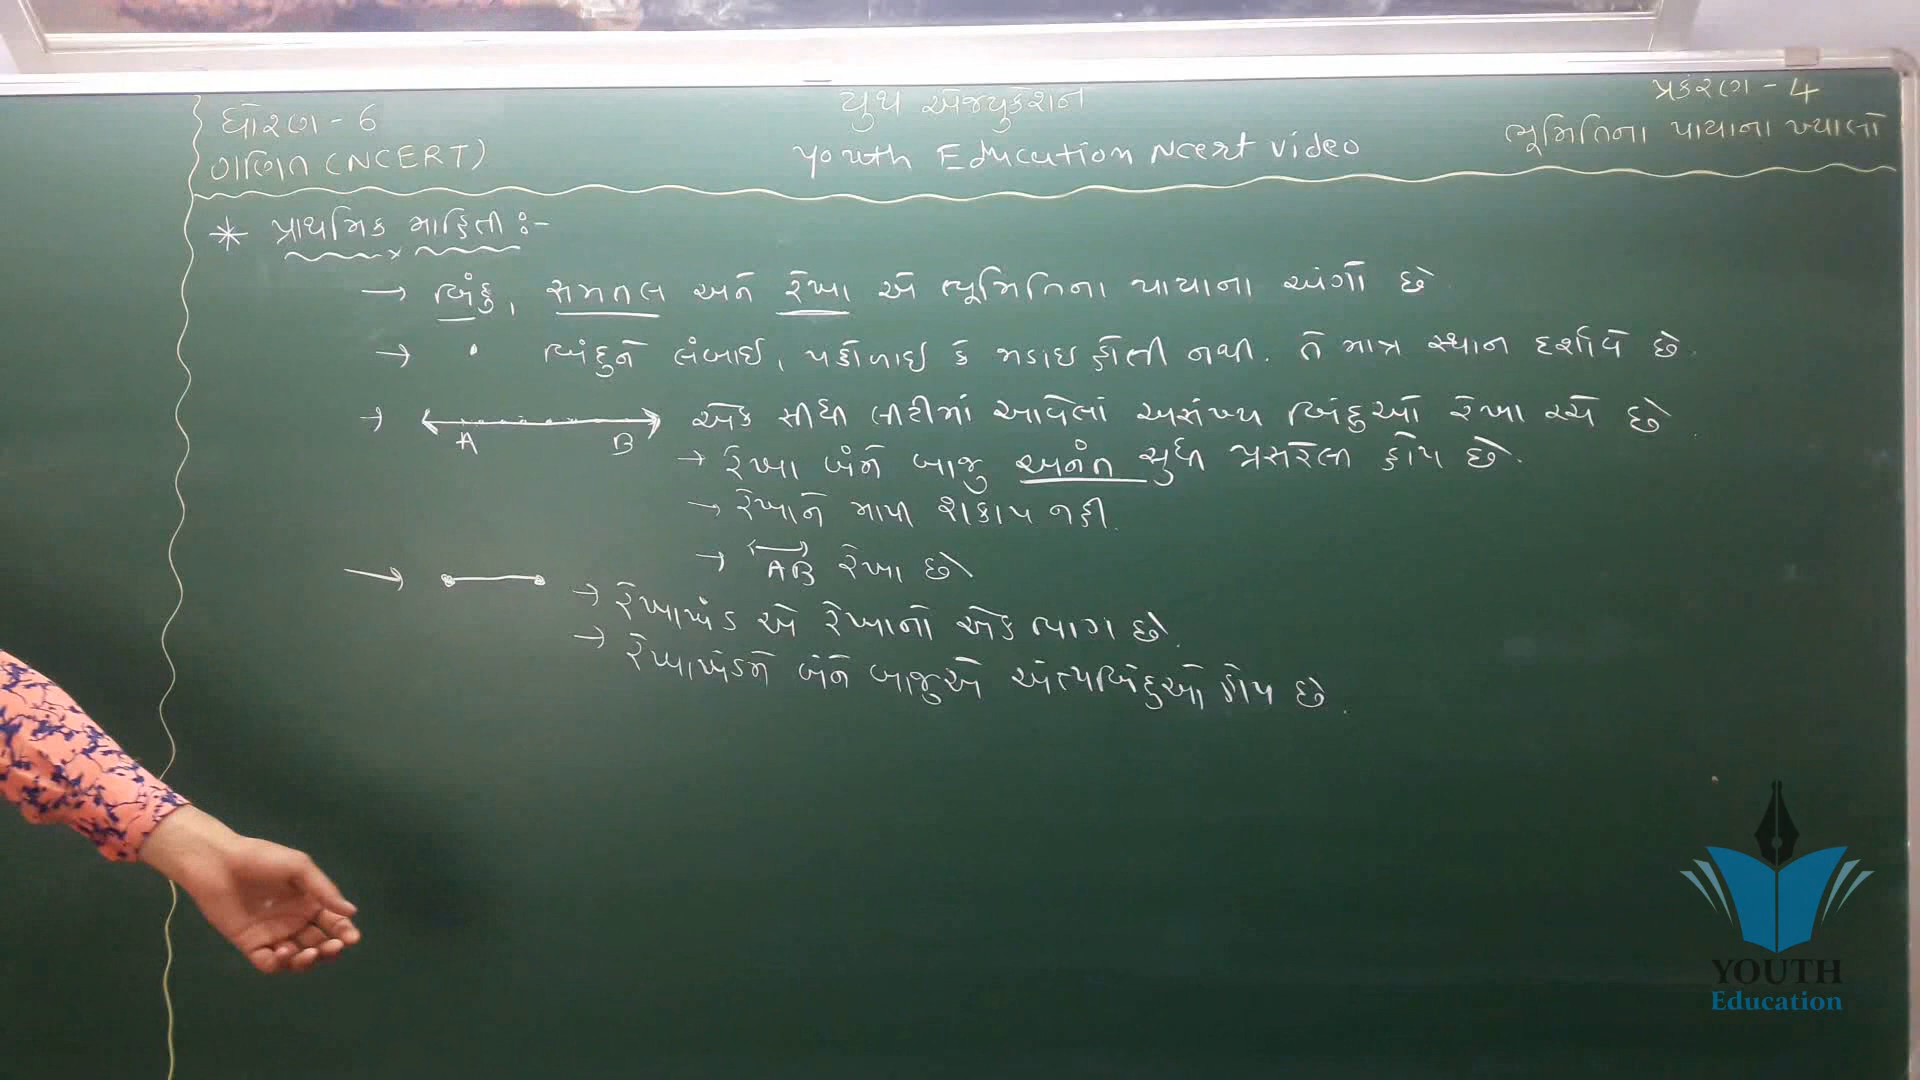 ધોરણ - 6
ગણિત (NCERT)
યુથ એજ્યુકેશન
Youth Education Ncert video
પ્રકરણ - 4
ભૂમિતિના પાયાના ખ્યાલો
* પ્રાથમિક માહિતી :-
→ બિંદુ, સમતલ અને રેખા એ ભૂમિતિના પાયાના અંગો છે
→ . બિંદુને લંબાઈ, પહોળાઈ કે જાડાઇ હોતી નથી. તે માત્ર સ્થાન દર્શાવે છે.
→ A B એક સીધી લીટીમાં આવેલાં અસંખ્ય બિંદુઓ રેખા રચે છે.
→ રેખા બંને બાજુ અનંત સુધી પ્રસરેલી હોય છે.
→ રેખાને માપી શકાય નહી.
→ AB રેખા છે
→ રેખાખંડ એ રેખાનો એક ભાગ છે.
→ રેખાખંડને બંને બાજુએ અંત્યબિંદુઓ હોય છે.
YOUTH
Education